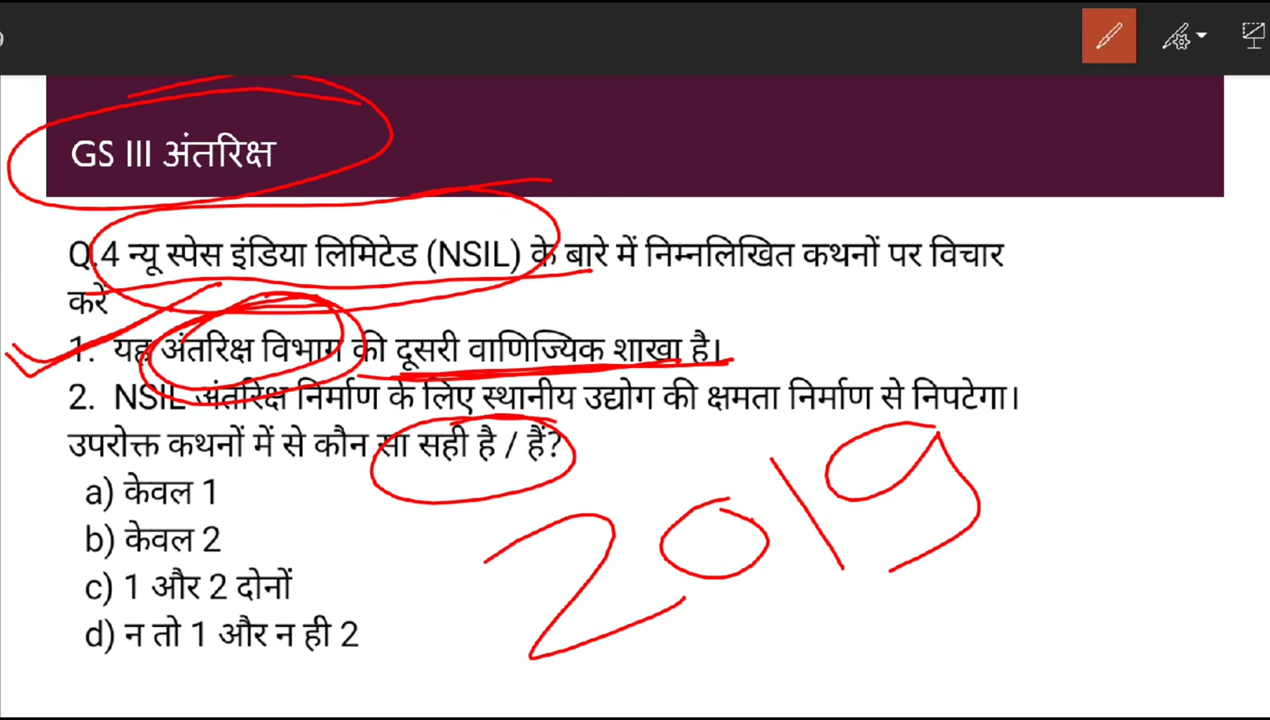 9
GS III अंतरिक्ष
Q.4 न्यू स्पेस इंडिया लिमिटेड (NSIL) के बारे में निम्नलिखित कथनों पर विचार
करें
1. यह अंतरिक्ष विभाग की दूसरी वाणिज्यिक शाखा है।
2. NSIL अंतरिक्ष निर्माण के लिए स्थानीय उद्योग की क्षमता निर्माण से निपटेगा।
उपरोक्त कथनों में से कौन सा सही है / हैं?
a) केवल 1
b) केवल 2
c) 1 और 2 दोनों
d) न तो 1 और न ही 2
2019